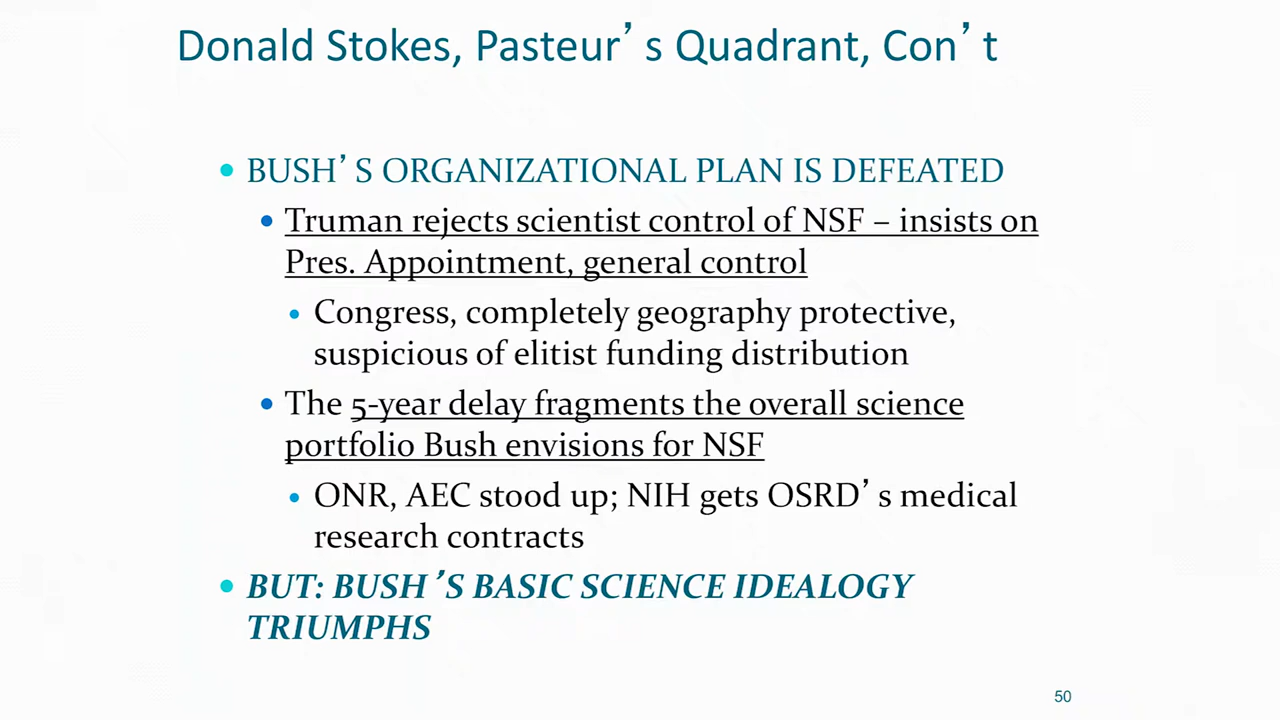 Donald Stokes, Pasteur’s Quadrant, Con’t
• BUSH’S ORGANIZATIONAL PLAN IS DEFEATED
• Truman rejects scientist control of NSF – insists on
Pres. Appointment, general control
• Congress, completely geography protective,
suspicious of elitist funding distribution
• The 5-year delay fragments the overall science
portfolio Bush envisions for NSF
• ONR, AEC stood up; NIH gets OSRD’s medical
research contracts
• BUT: BUSH’S BASIC SCIENCE IDEALOGY
TRIUMPHS
50